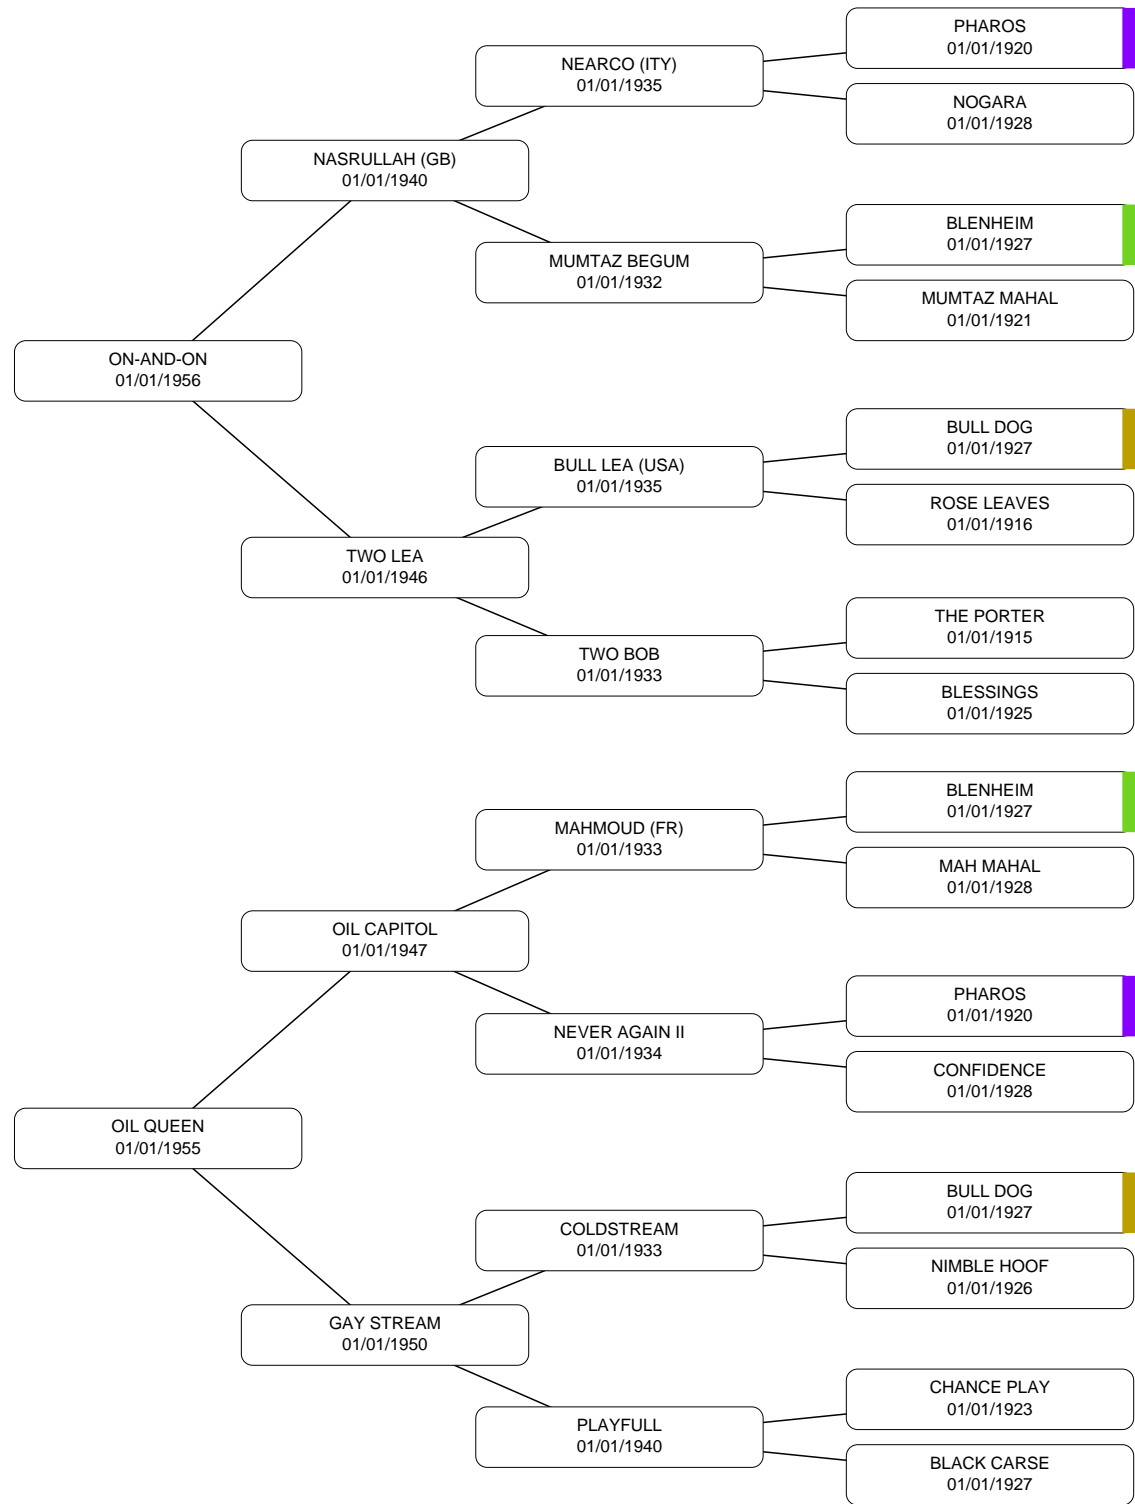 PHAROS
01/01/1920
NEARCO (ITY)
01/01/1935
NOGARA
01/01/1928
NASRULLAH (GB)
01/01/1940
BLENHEIM
01/01/1927
MUMTAZ BEGUM
01/01/1932
MUMTAZ MAHAL
01/01/1921
ON-AND-ON
01/01/1956
BULL DOG
01/01/1927
BULL LEA (USA)
01/01/1935
ROSE LEAVES
01/01/1916
TWO LEA
01/01/1946
THE PORTER
01/01/1915
TWO BOB
01/01/1933
BLESSINGS
01/01/1925
BLENHEIM
01/01/1927
MAHMOUD (FR)
01/01/1933
MAH MAHAL
01/01/1928
OIL CAPITOL
01/01/1947
PHAROS
01/01/1920
NEVER AGAIN II
01/01/1934
CONFIDENCE
01/01/1928
OIL QUEEN
01/01/1955
BULL DOG
01/01/1927
COLDSTREAM
01/01/1933
NIMBLE HOOF
01/01/1926
GAY STREAM
01/01/1950
CHANCE PLAY
01/01/1923
PLAYFULL
01/01/1940
BLACK CARSE
01/01/1927